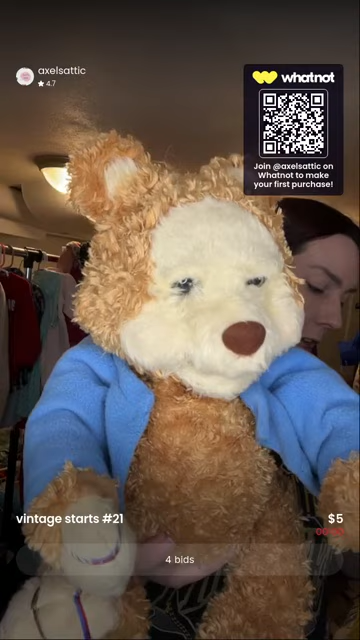 axelsattic
★ 4.7
whatnot
Join @axelsattic on
Whatnot to make
your first purchase!
vintage starts #21
$5
4 bids